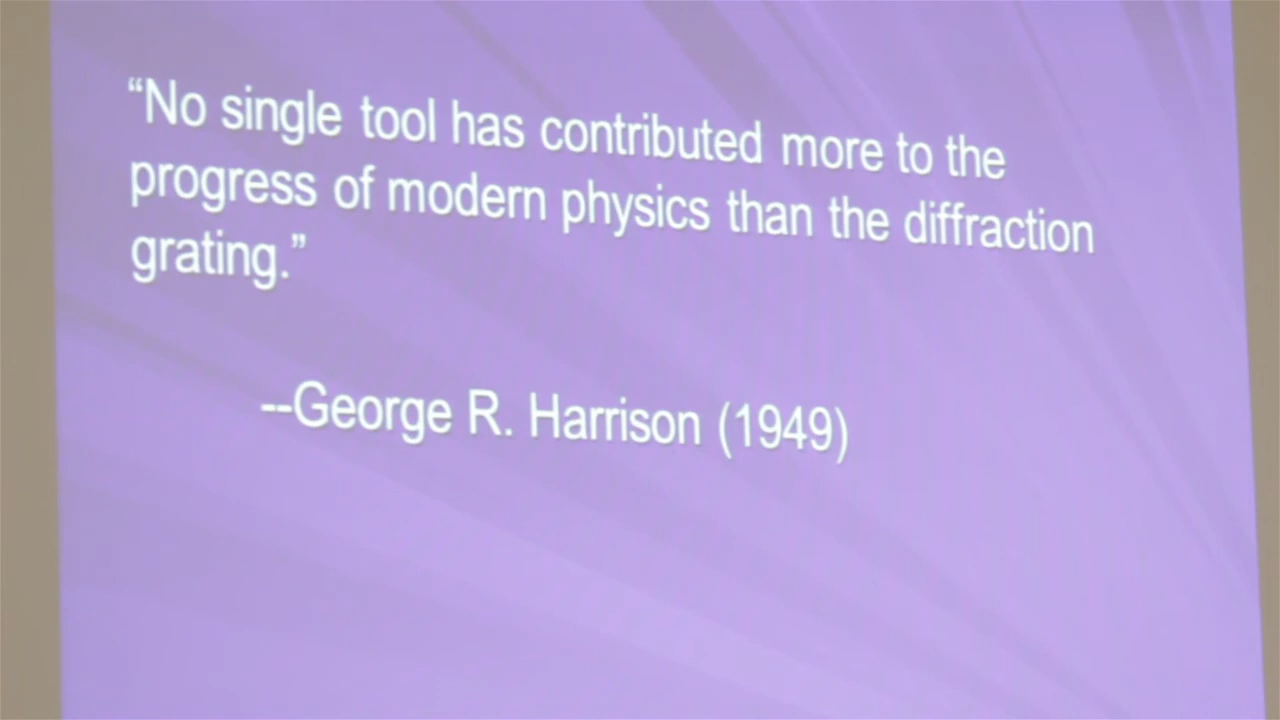 “No single tool has contributed more to the
progress of modern physics than the diffraction
grating.”
--George R. Harrison (1949)